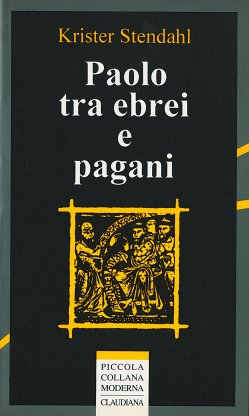 Krister Stendahl
Paolo
tra ebrei
e
pagani
PICCOLA
COLLANA
MODERNA
CLAUDIANA